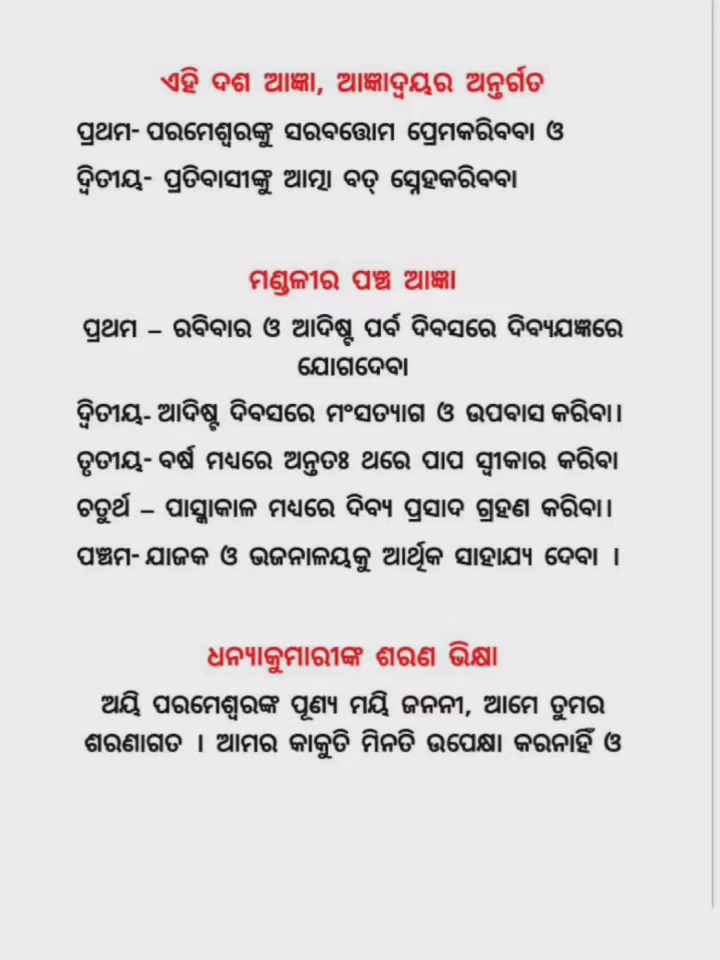 ଏହି ଦଶ ଆଜ୍ଞା, ଆଜ୍ଞାଦ୍ୱୟର ଅନ୍ତର୍ଗତ
ପ୍ରଥମ- ପରମେଶ୍ୱରଙ୍କୁ ସରବତ୍ତୋମ ପ୍ରେମକରିବବା ଓ
ଦ୍ୱିତୀୟ- ପ୍ରତିବାସୀଙ୍କୁ ଆତ୍ମା ବତ୍ ସ୍ନେହକରିବବା
ମଣ୍ଡଳୀର ପଞ୍ଚ ଆଜ୍ଞା
ପ୍ରଥମ – ରବିବାର ଓ ଆଦିଷ୍ଟ ପର୍ବ ଦିବସରେ ଦିବ୍ୟଯଜ୍ଞରେ
ଯୋଗଦେବା
ଦ୍ୱିତୀୟ- ଆଦିଷ୍ଟ ଦିବସରେ ମଂସତ୍ୟାଗ ଓ ଉପବାସ କରିବା।
ତୃତୀୟ- ବର୍ଷ ମଧ୍ୟରେ ଅନ୍ତତଃ ଥରେ ପାପ ସ୍ୱୀକାର କରିବା
ଚତୁର୍ଥ – ପାସ୍କାକାଳ ମଧ୍ୟରେ ଦିବ୍ୟ ପ୍ରସାଦ ଗ୍ରହଣ କରିବା।
ପଞ୍ଚମ- ଯାଜକ ଓ ଭଜନାଳୟକୁ ଆର୍ଥିକ ସାହାଯ୍ୟ ଦେବା ।
ଧନ୍ୟାକୁମାରୀଙ୍କ ଶରଣ ଭିକ୍ଷା
ଅୟି ପରମେଶ୍ୱରଙ୍କ ପୂଣ୍ୟ ମୟି ଜନନୀ, ଆମେ ତୁମର
ଶରଣାଗତ । ଆମର କାକୁତି ମିନତି ଉପେକ୍ଷା କରନାହିଁ ଓ